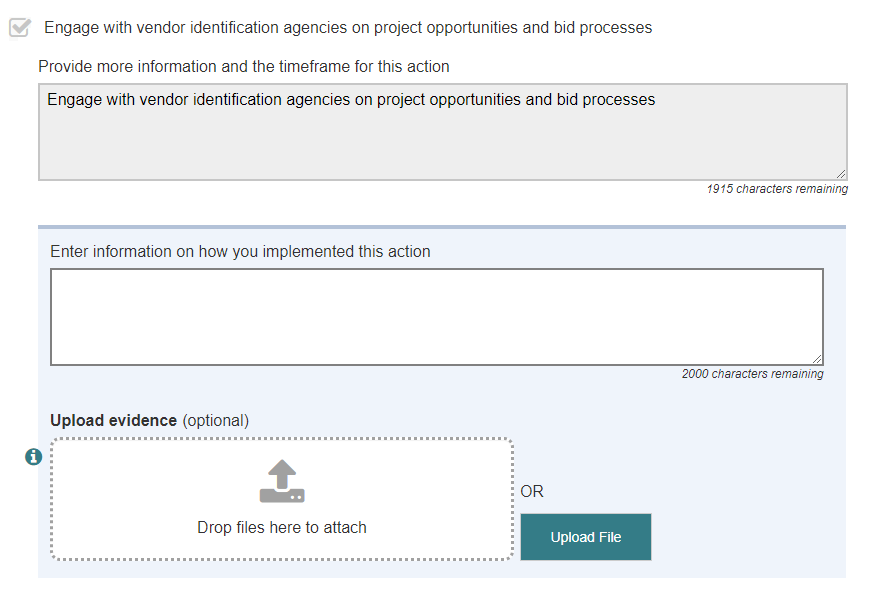 Engage with vendor identification agencies on project opportunities and bid processes
Provide more information and the timeframe for this action
Engage with vendor identification agencies on project opportunities and bid processes
1915 characters remaining
Enter information on how you implemented this action
2000 characters remaining
Upload evidence (optional)
Drop files here to attach
OR
Upload File